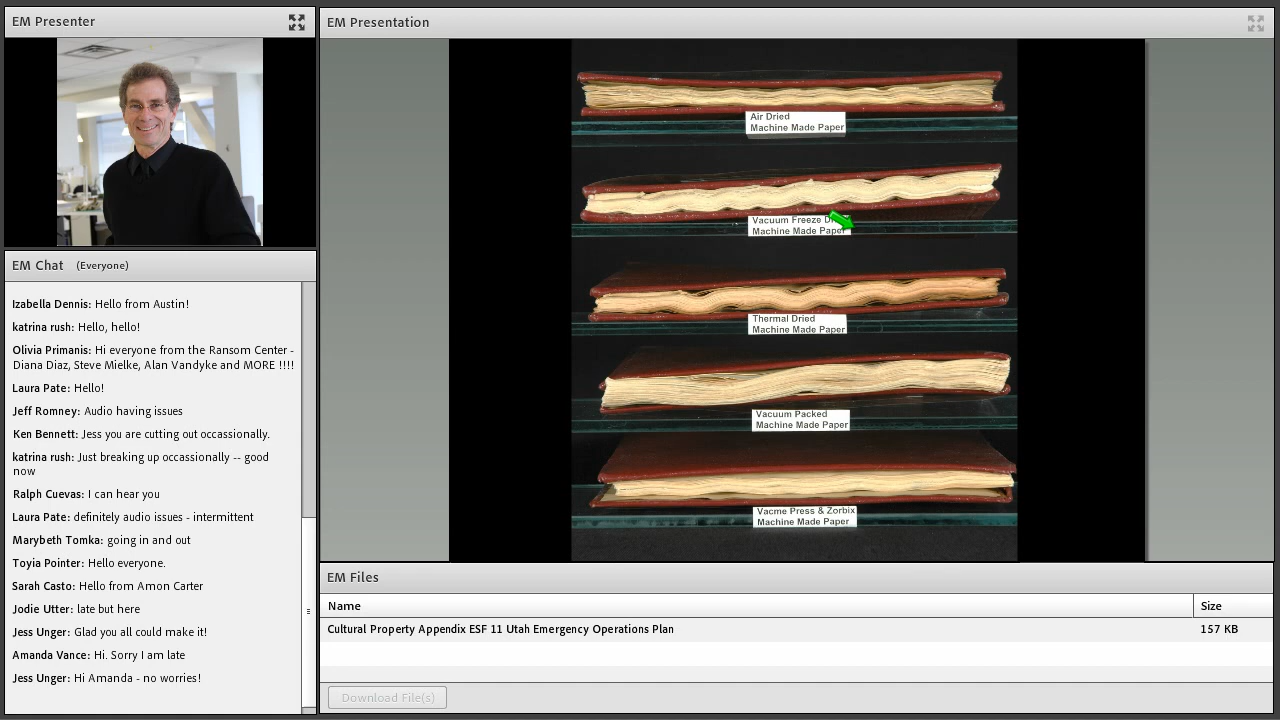 EM Presenter
EM Chat (Everyone)
Izabella Dennis: Hello from Austin!
katrina rush: Hello, hello!
Olivia Primanis: Hi everyone from the Ransom Center -
Diana Diaz, Steve Mielke, Alan Vandyke and MORE !!!!
Laura Pate: Hello!
Jeff Romney: Audio having issues
Ken Bennett: Jess you are cutting out occassionally.
katrina rush: Just breaking up occassionally -- good
now
Ralph Cuevas: I can hear you
Laura Pate: definitely audio issues - intermittent
Marybeth Tomka: going in and out
Toyia Pointer: Hello everyone.
Sarah Casto: Hello from Amon Carter
Jodie Utter: late but here
Jess Unger: Glad you all could make it!
Amanda Vance: Hi. Sorry I am late
Jess Unger: Hi Amanda - no worries!
EM Presentation
Air Dried
Machine Made Paper
Vacuum Freeze
Machine Made Paper
Thermal Dried
Machine Made Paper
Vacuum Packed
Machine Made Paper
Vacme Press & Zorbix
Machine Made Paper
EM Files
Name Size
Cultural Property Appendix ESF 11 Utah Emergency Operations Plan 157 KB
Download File(s)